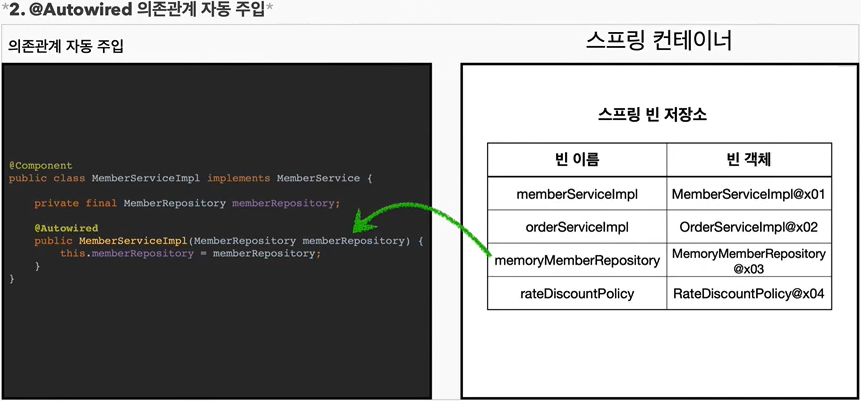 *2. @Autowired 의존관계 자동 주입*
의존관계 자동 주입
@Component
public class MemberServiceImpl implements MemberService {
private final MemberRepository memberRepository;
@Autowired
public MemberServiceImpl(MemberRepository memberRepository) {
this.memberRepository = memberRepository;
}
}
스프링 컨테이너
스프링 빈 저장소
빈 이름 빈 객체
memberServiceImpl MemberServiceImpl@x01
orderServiceImpl OrderServiceImpl@x02
memoryMemberRepository MemoryMemberRepository
@x03
rateDiscountPolicy RateDiscountPolicy@x04